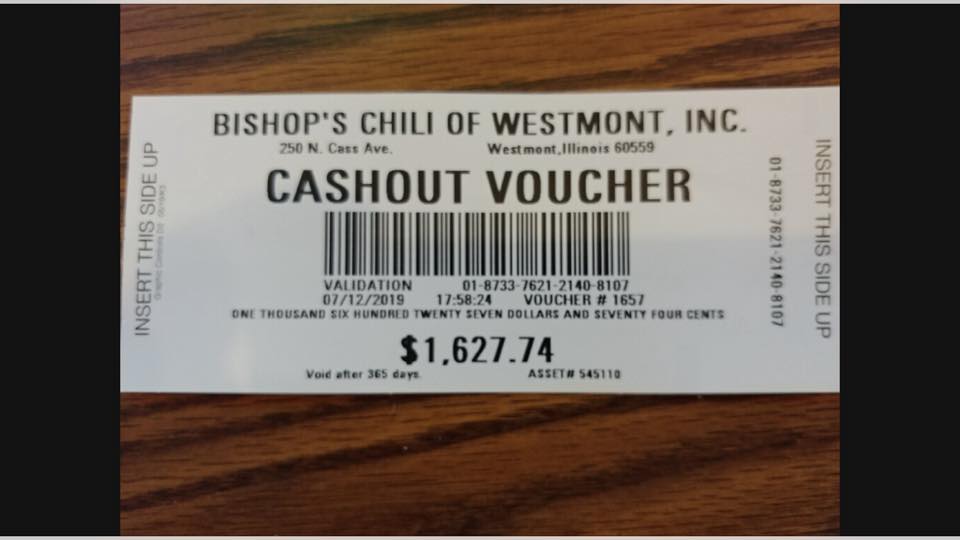 BISHOP'S CHILI OF WESTMONT, INC.
250 N. Cass Ave. Westmont,Illinois 60559
CASHOUT VOUCHER
VALIDATION 01-8733-7621-2140-8107
07/12/2019 17:58:24 VOUCHER # 1657
ONE THOUSAND SIX HUNDRED TWENTY SEVEN DOLLARS AND SEVENTY FOUR CENTS
$1,627.74
Void after 365 days. ASSET# 545110
INSERT THIS SIDE UP
01-8733-7621-2140-8107
INSERT THIS SIDE UP